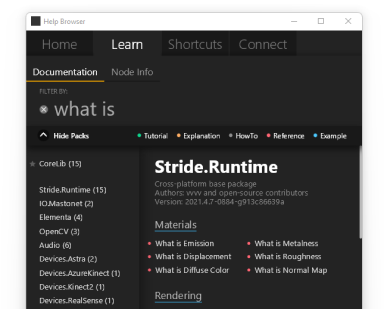 Help Browser
Home Learn Shortcuts Connect
Documentation Node Info
FILTER BY:
what is
Hide Packs Tutorial Explanation HowTo Reference Example
CoreLib (15)
Stride.Runtime (15)
IO.Mastonet (2)
Elementa (4)
OpenCV (3)
Audio (6)
Devices.Astra (2)
Devices.AzureKinect (1)
Devices.Kinect2 (1)
Devices.RealSense (1)
Stride.Runtime
Cross-platform base package
Authors: vvvv and open-source contributors
Version: 2021.4.7-0884-g913c86639a
Materials
What is Emission What is Metalness
What is Displacement What is Roughness
What is Diffuse Color What is Normal Map
Rendering